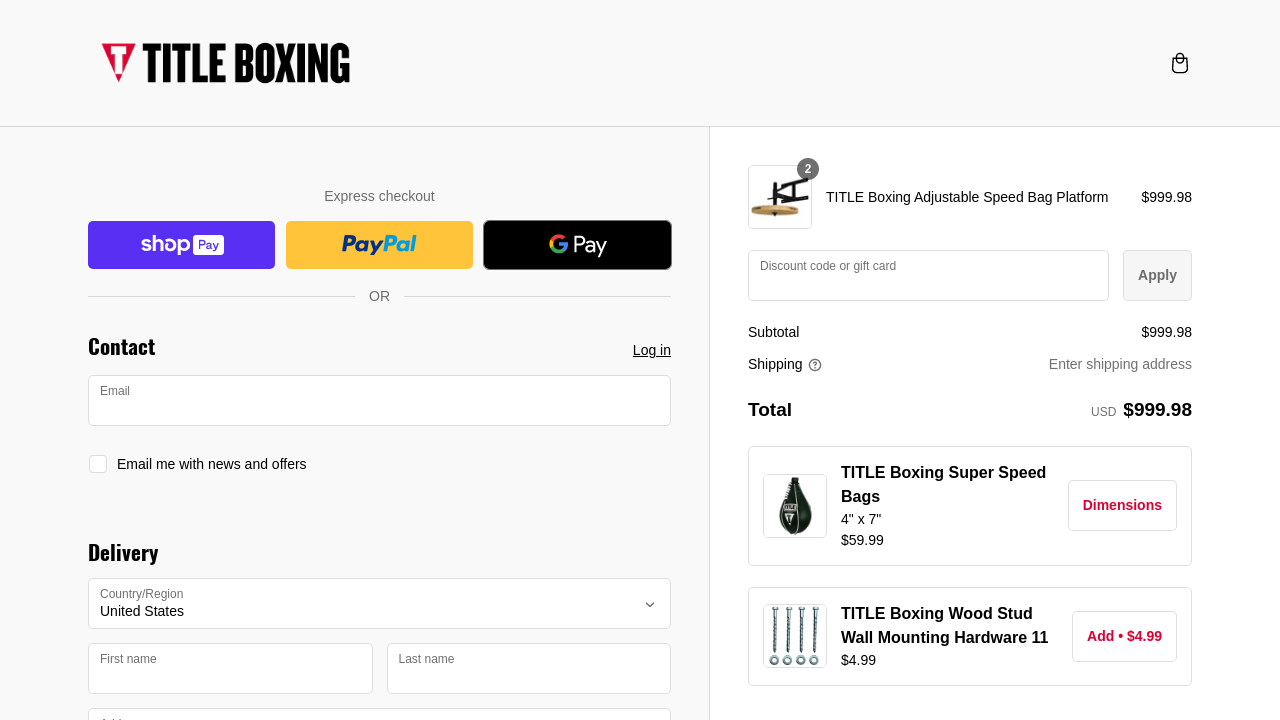 TITLE BOXING
Express checkout
shop Pay
PayPal
G Pay
OR
Contact
Log in
Email
Email me with news and offers
Delivery
Country/Region
United States
First name
Last name
2
TITLE Boxing Adjustable Speed Bag Platform
$999.98
Discount code or gift card
Apply
Subtotal
$999.98
Shipping
Enter shipping address
Total
USD $999.98
TITLE Boxing Super Speed
Bags
4" x 7"
$59.99
Dimensions
TITLE Boxing Wood Stud
Wall Mounting Hardware 11
$4.99
Add • $4.99